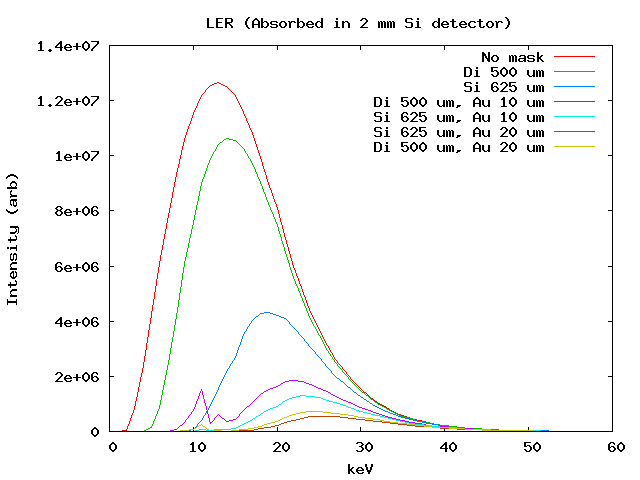 LER (Absorbed in 2 mm Si detector)
1.4e+07
1.2e+07
1e+07
8e+06
6e+06
4e+06
2e+06
0
Intensity (arb)
No mask
Di 500 um
Si 625 um
Di 500 um, Au 10 um
Si 625 um, Au 10 um
Si 625 um, Au 20 um
Di 500 um, Au 20 um
0 10 20 30 40 50 60
keV